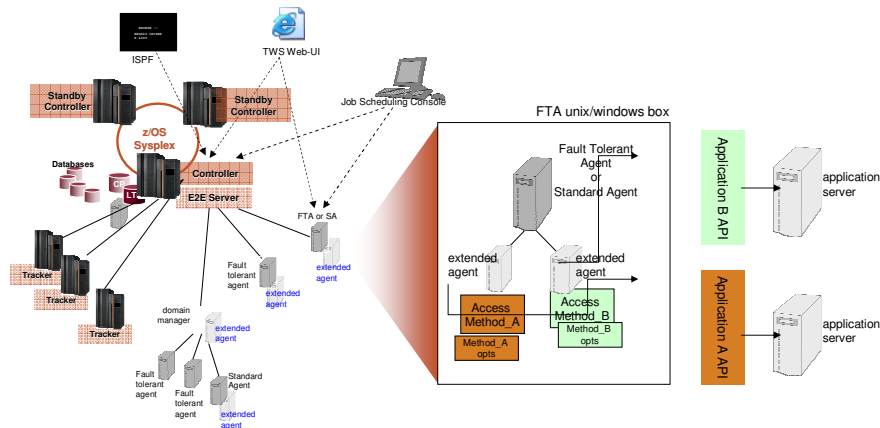 ISPF
TWS Web-UI
Job Scheduling Console
Standby
Controller
Standby
Controller
z/OS
Sysplex
Databases
CP
LT
Controller
E2E Server
FTA or SA
extended
agent
Fault
tolerant
agent
extended
agent
Tracker
Tracker
Tracker
domain
manager
extended
agent
Fault
tolerant
agent
Fault
tolerant
agent
Standard
Agent
extended
agent
FTA unix/windows box
Fault Tolerant
Agent
or
Standard Agent
extended
agent
extended
agent
Access
Method_A
Method_A
opts
Access
Method_B
Method_B
opts
Application B API
application
server
Application A API
application
server